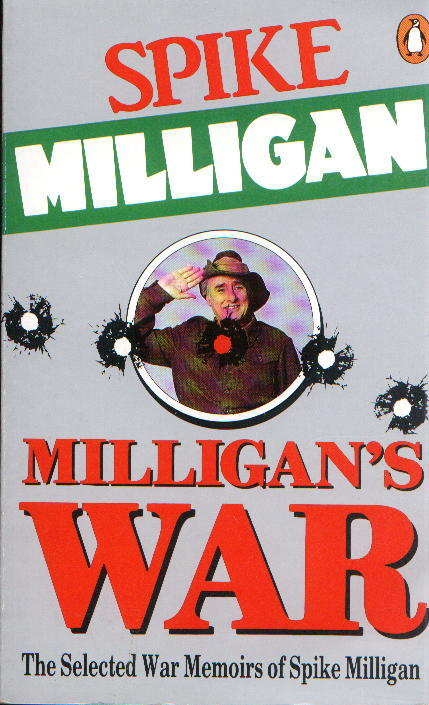 SPIKE
MILLIGAN
MILLIGAN'S
WAR
The Selected War Memoirs of Spike Milligan